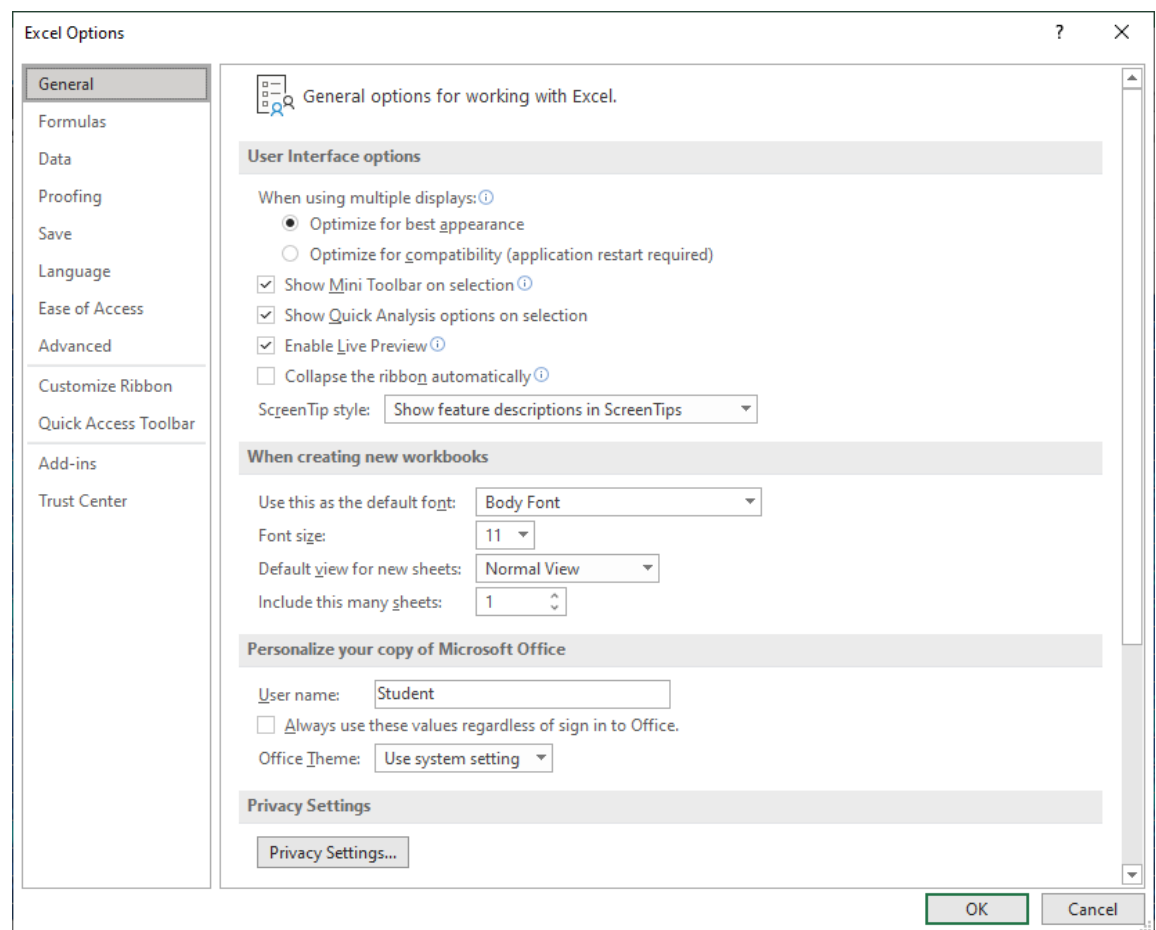 Excel Options ?
General
Formulas
Data
Proofing
Save
Language
Ease of Access
Advanced
Customize Ribbon
Quick Access Toolbar
Add-ins
Trust Center
General options for working with Excel.
User Interface options
When using multiple displays:
Optimize for best appearance
Optimize for compatibility (application restart required)
Show Mini Toolbar on selection
Show Quick Analysis options on selection
Enable Live Preview
Collapse the ribbon automatically
ScreenTip style: Show feature descriptions in ScreenTips
When creating new workbooks
Use this as the default font: Body Font
Font size: 11
Default view for new sheets: Normal View
Include this many sheets: 1
Personalize your copy of Microsoft Office
User name: Student
Always use these values regardless of sign in to Office.
Office Theme: Use system setting
Privacy Settings
Privacy Settings...
OK Cancel